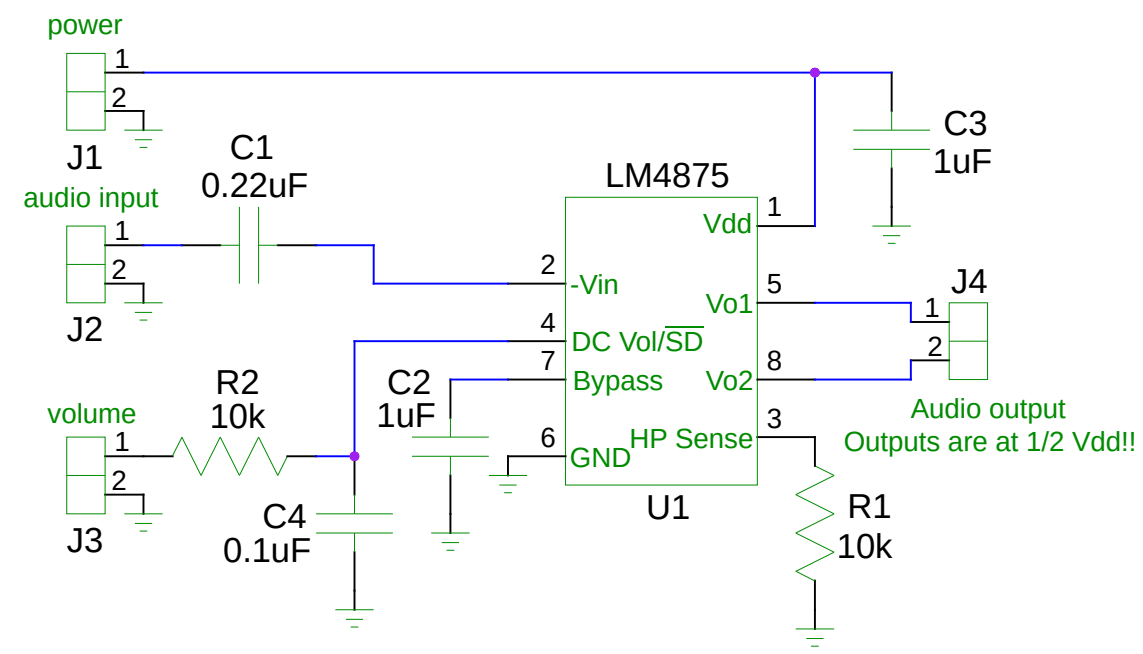 power
1
2
J1
audio input
1
2
J2
volume
1
2
J3
C1
0.22uF
R2
10k
C4
0.1uF
C2
1uF
LM4875
2
-Vin
4
DC Vol/SD
7
Bypass
6
GND
Vdd
1
Vo1
5
Vo2
8
HP Sense
3
U1
C3
1uF
J4
1
2
Audio output
Outputs are at 1/2 Vdd!!
R1
10k